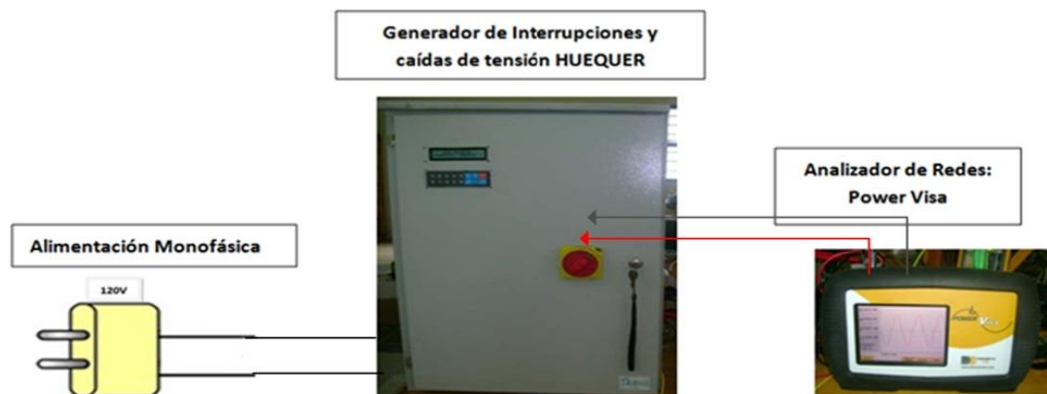 Generador de Interrupciones y
caídas de tensión HUEQUER
Analizador de Redes:
Power Visa
Alimentación Monofásica
120V